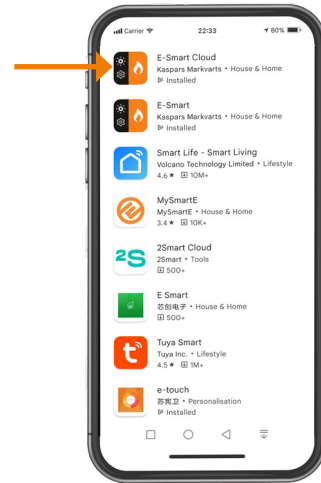 Carrier 22:33 80%
E-Smart Cloud
Kaspars Markvarts • House & Home
Installed
E-Smart
Kaspars Markvarts • House & Home
Installed
Smart Life - Smart Living
Volcano Technology Limited • Lifestyle
4.6★ 10M+
MySmartE
MySmartE • House & Home
3.4★ 10K+
2S
2Smart Cloud
2Smart • Tools
500+
E Smart
芯创电子 • House & Home
500+
Tuya Smart
Tuya Inc. • Lifestyle
4.5★ 1M+
e-touch
苏宪卫 • Personalisation
Installed